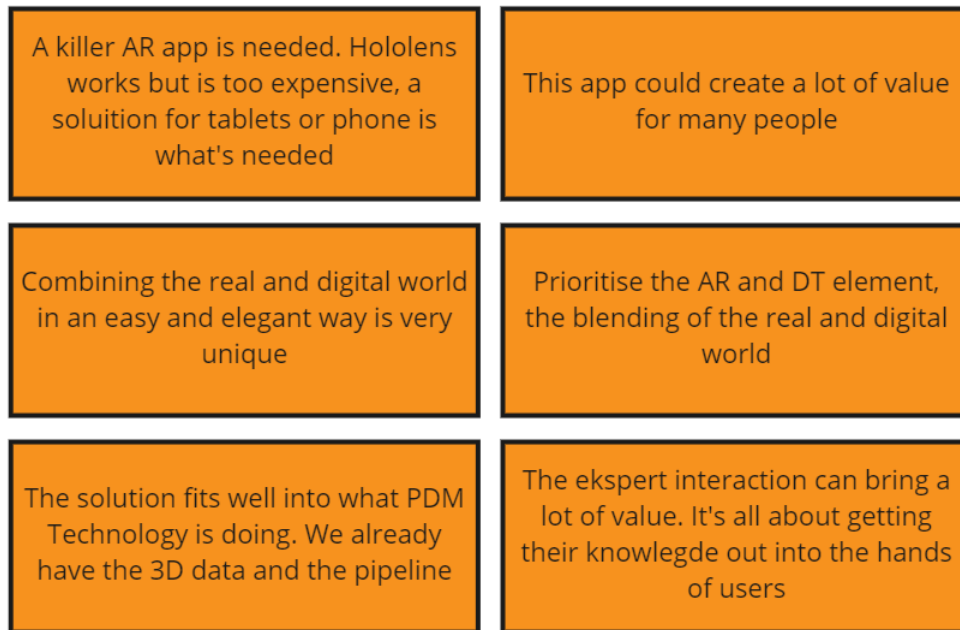 A killer AR app is needed. Hololens
works but is too expensive, a
soluition for tablets or phone is
what's needed
This app could create a lot of value
for many people
Combining the real and digital world
in an easy and elegant way is very
unique
Prioritise the AR and DT element,
the blending of the real and digital
world
The solution fits well into what PDM
Technology is doing. We already
have the 3D data and the pipeline
The ekspert interaction can bring a
lot of value. It's all about getting
their knowlegde out into the hands
of users